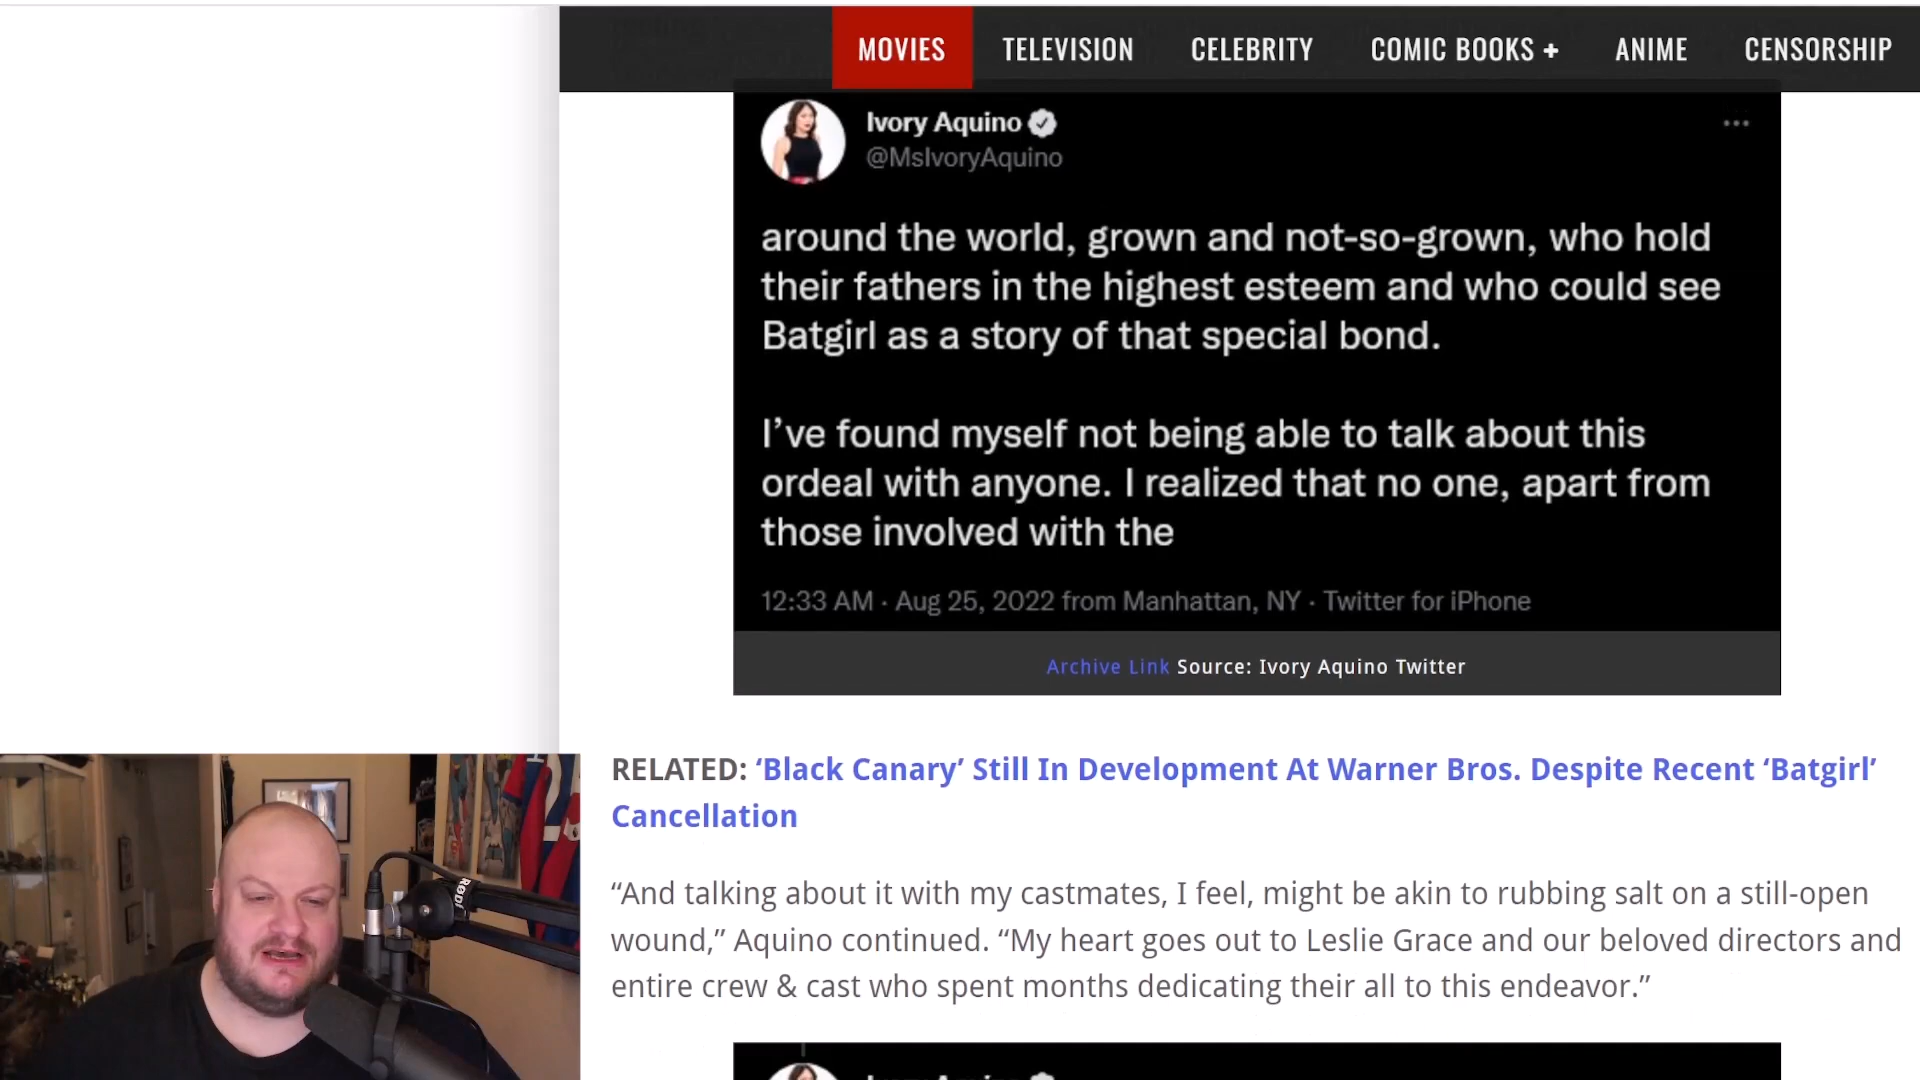 MOVIES TELEVISION CELEBRITY COMIC BOOKS + ANIME CENSORSHIP
Ivory Aquino
@MsIvoryAquino
around the world, grown and not-so-grown, who hold
their fathers in the highest esteem and who could see
Batgirl as a story of that special bond.
I’ve found myself not being able to talk about this
ordeal with anyone. I realized that no one, apart from
those involved with the
12:33 AM · Aug 25, 2022 from Manhattan, NY · Twitter for iPhone
Archive Link Source: Ivory Aquino Twitter
RELATED: ‘Black Canary’ Still In Development At Warner Bros. Despite Recent ‘Batgirl’
Cancellation
“And talking about it with my castmates, I feel, might be akin to rubbing salt on a still-open
wound,” Aquino continued. “My heart goes out to Leslie Grace and our beloved directors and
entire crew & cast who spent months dedicating their all to this endeavor.”
RØDE